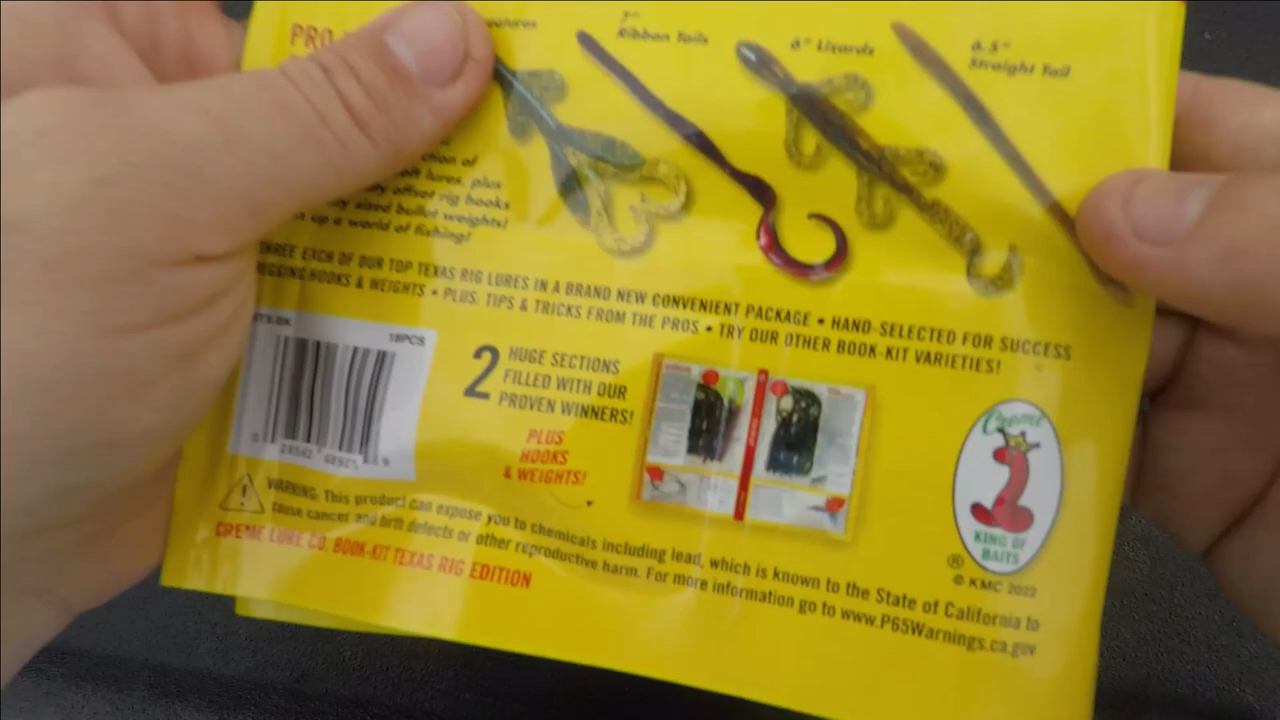 PRO
7"
Ribbon Tails
6" Lizards
6.5"
Straight Tail
of
soft lures, plus
offset rig hooks
sized bullet weights!
up a world of fishing!
THREE EACH OF OUR TOP TEXAS RIG LURES IN A BRAND NEW CONVENIENT PACKAGE • HAND-SELECTED FOR SUCCESS
HOOKS & WEIGHTS • PLUS, TIPS & TRICKS FROM THE PROS • TRY OUR OTHER BOOK-KIT VARIETIES!
18PCS
2 HUGE SECTIONS
FILLED WITH OUR
PROVEN WINNERS!
PLUS
HOOKS
& WEIGHTS!
Creme
KING OF
BAITS
®
© KMC 2022
WARNING: This product can expose you to chemicals including lead, which is known to the State of California to
cause cancer and birth defects or other reproductive harm. For more information go to www.P65Warnings.ca.gov
CREME LURE CO. BOOK-KIT TEXAS RIG EDITION